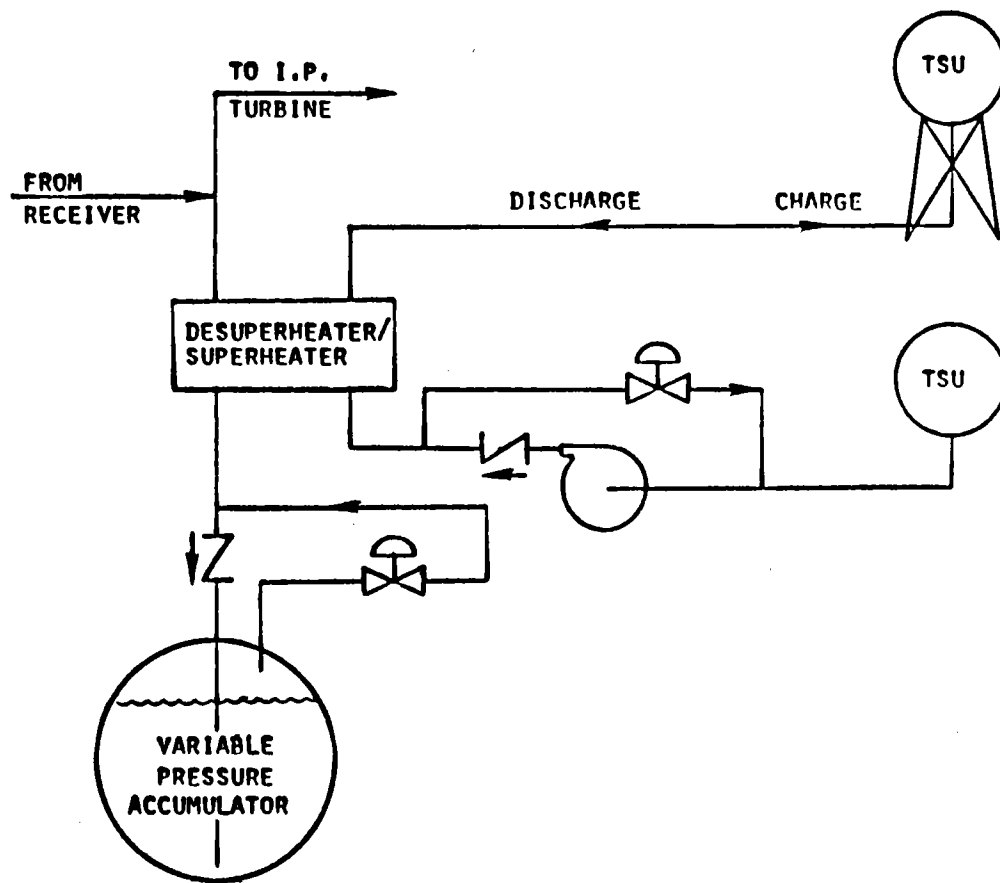 TO I.P.
TURBINE
TSU
FROM
RECEIVER
DISCHARGE
CHARGE
DESUPERHEATER/
SUPERHEATER
TSU
VARIABLE
PRESSURE
ACCUMULATOR